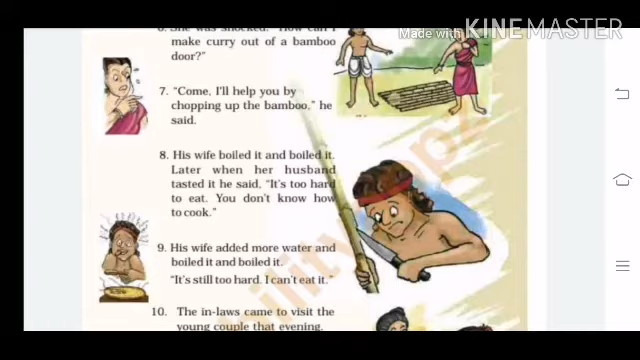 Made with KINEMASTER
6. She was shocked. "How can I
make curry out of a bamboo
door?"
7. "Come, I'll help you by
chopping up the bamboo," he
said.
8. His wife boiled it and boiled it.
Later when her husband
tasted it he said, "It's too hard
to eat. You don't know how
to cook."
9. His wife added more water and
boiled it and boiled it.
"It's still too hard. I can't eat it."
10. The in-laws came to visit the
young couple that evening.